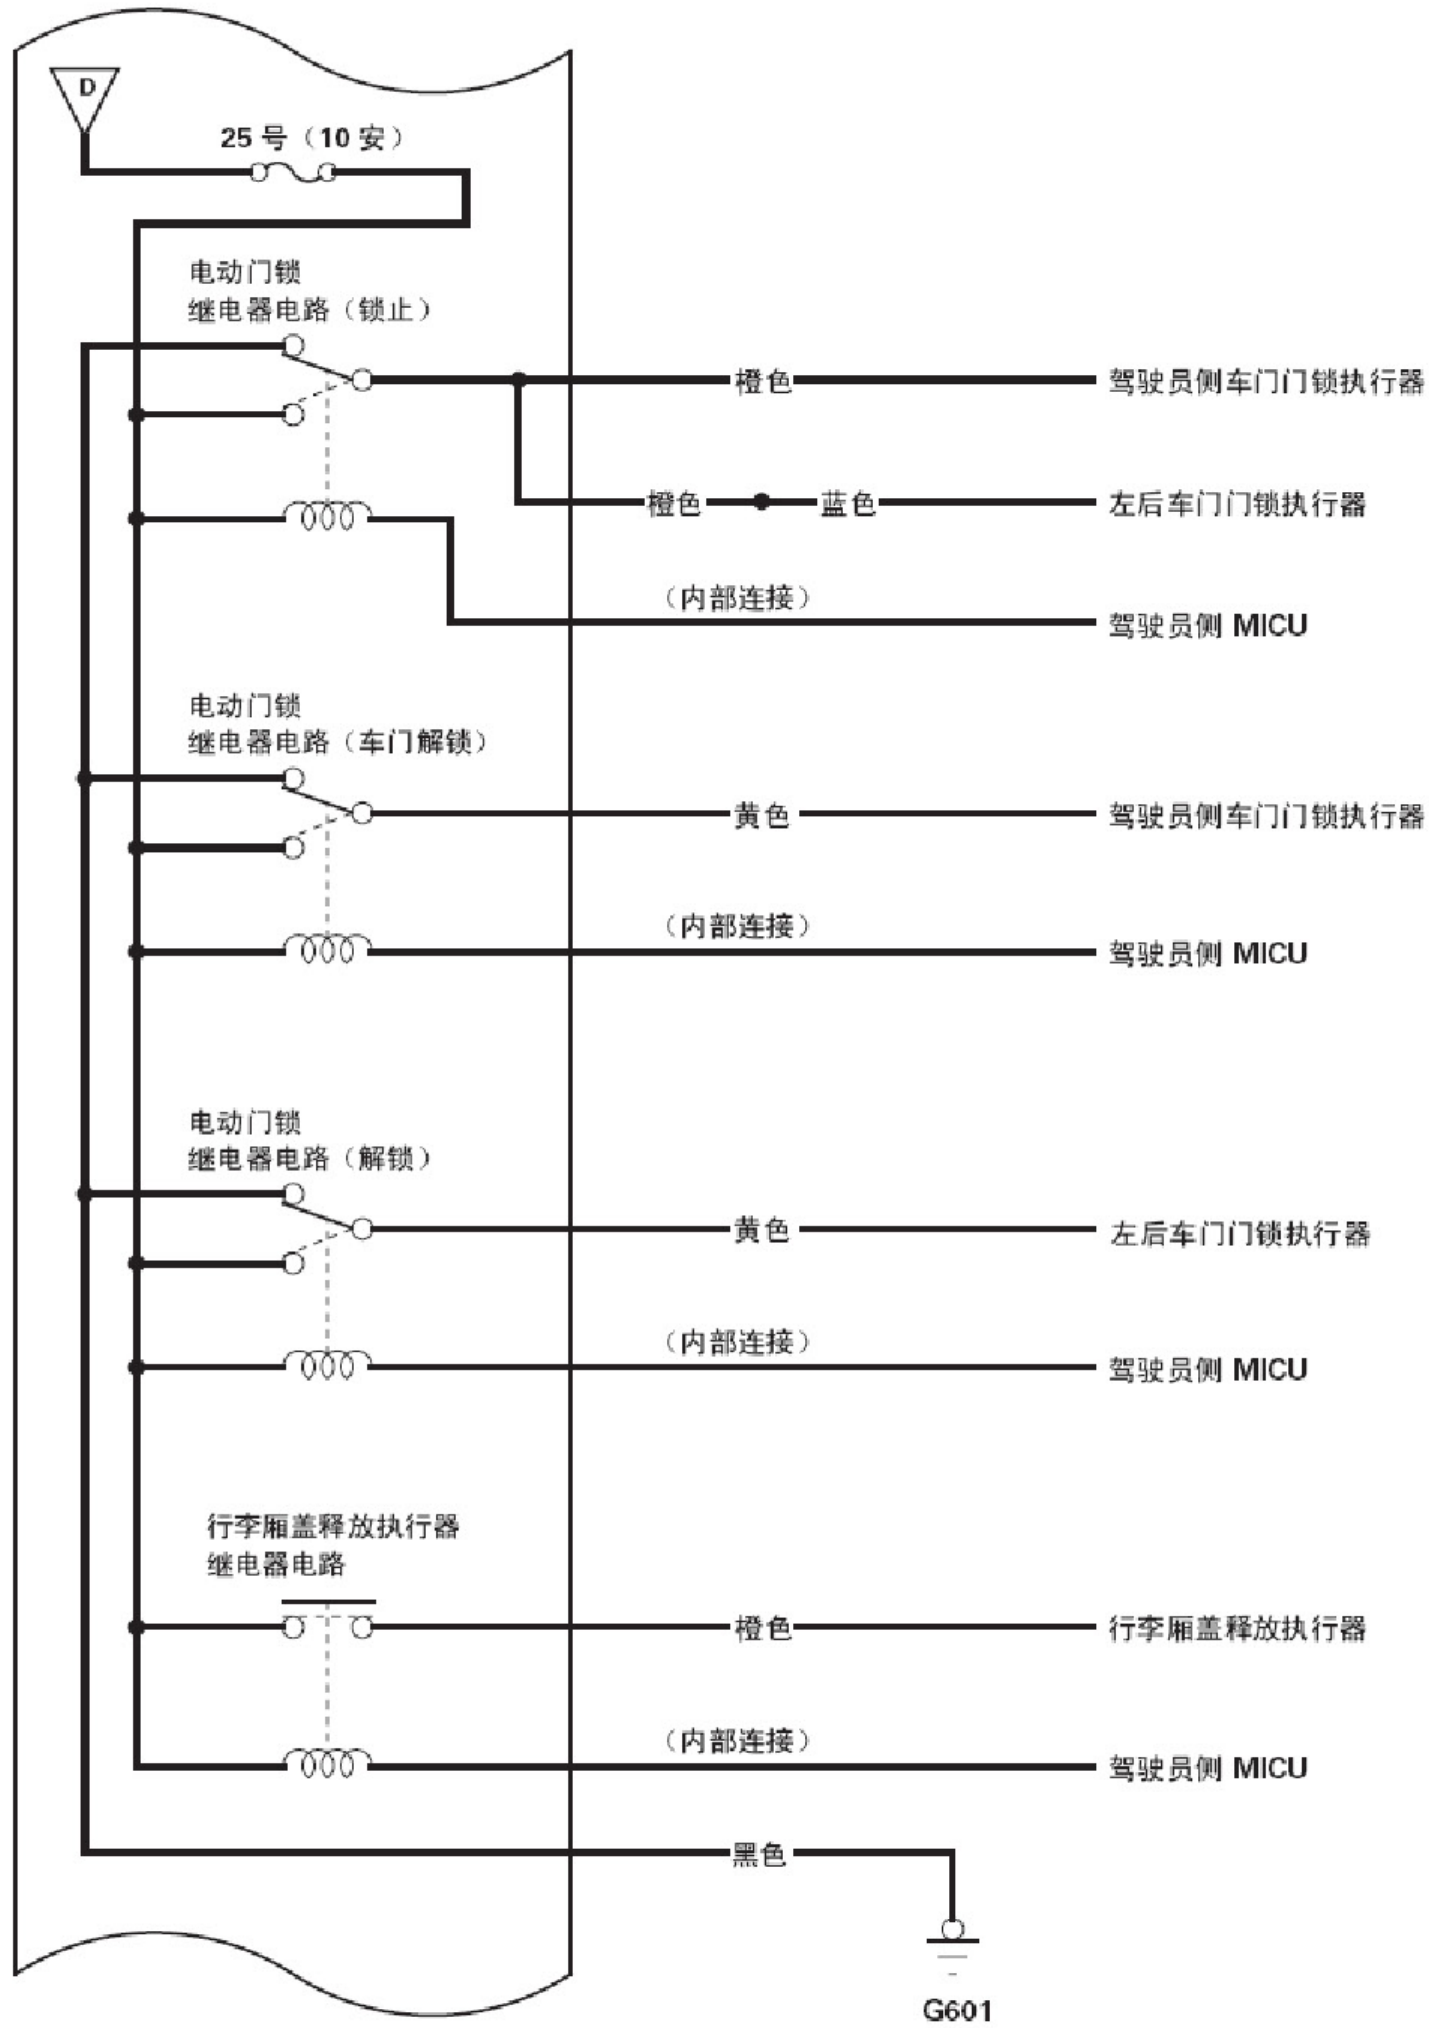 D
25 号（10 安）
电动门锁
继电器电路（锁止）
橙色
驾驶员侧车门门锁执行器
橙色
蓝色
左后车门门锁执行器
（内部连接）
驾驶员侧 MICU
电动门锁
继电器电路（车门解锁）
黄色
驾驶员侧车门门锁执行器
（内部连接）
驾驶员侧 MICU
电动门锁
继电器电路（解锁）
黄色
左后车门门锁执行器
（内部连接）
驾驶员侧 MICU
行李厢盖释放执行器
继电器电路
橙色
行李厢盖释放执行器
（内部连接）
驾驶员侧 MICU
黑色
G601